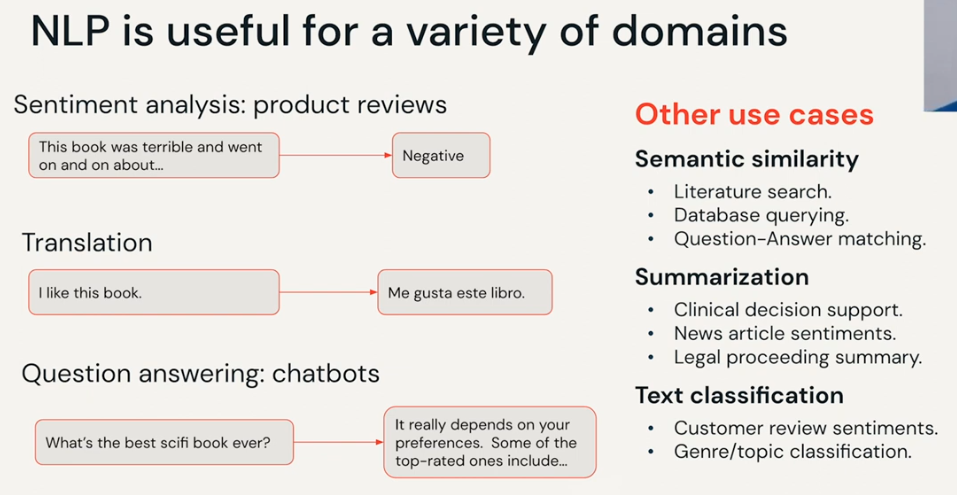 NLP is useful for a variety of domains
Sentiment analysis: product reviews
This book was terrible and went
on and on about...
Negative
Translation
I like this book.
Me gusta este libro.
Question answering: chatbots
What's the best scifi book ever?
It really depends on your
preferences. Some of the
top-rated ones include...
Other use cases
Semantic similarity
• Literature search.
• Database querying.
• Question-Answer matching.
Summarization
• Clinical decision support.
• News article sentiments.
• Legal proceeding summary.
Text classification
• Customer review sentiments.
• Genre/topic classification.